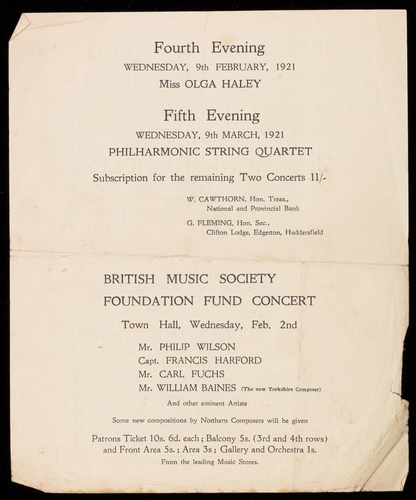 Fourth Evening
WEDNESDAY, 9th FEBRUARY, 1921
Miss OLGA HALEY
Fifth Evening
WEDNESDAY, 9th MARCH, 1921
PHILHARMONIC STRING QUARTET
Subscription for the remaining Two Concerts 11/-
W. CAWTHORN, Hon. Treas.,
National and Provincial Bank
G. FLEMING, Hon. Sec.,
Clifton Lodge, Edgerton, Huddersfield
BRITISH MUSIC SOCIETY
FOUNDATION FUND CONCERT
Town Hall, Wednesday, Feb. 2nd
Mr. PHILIP WILSON
Capt. FRANCIS HARFORD
Mr. CARL FUCHS
Mr. WILLIAM BAINES (The new Yorkshire Composer)
And other eminent Artists
Some new compositions by Northern Composers will be given
Patrons Ticket 10s. 6d. each; Balcony 5s. (3rd and 4th rows)
and Front Area 5s.; Area 3s; Gallery and Orchestra 1s.
From the leading Music Stores.